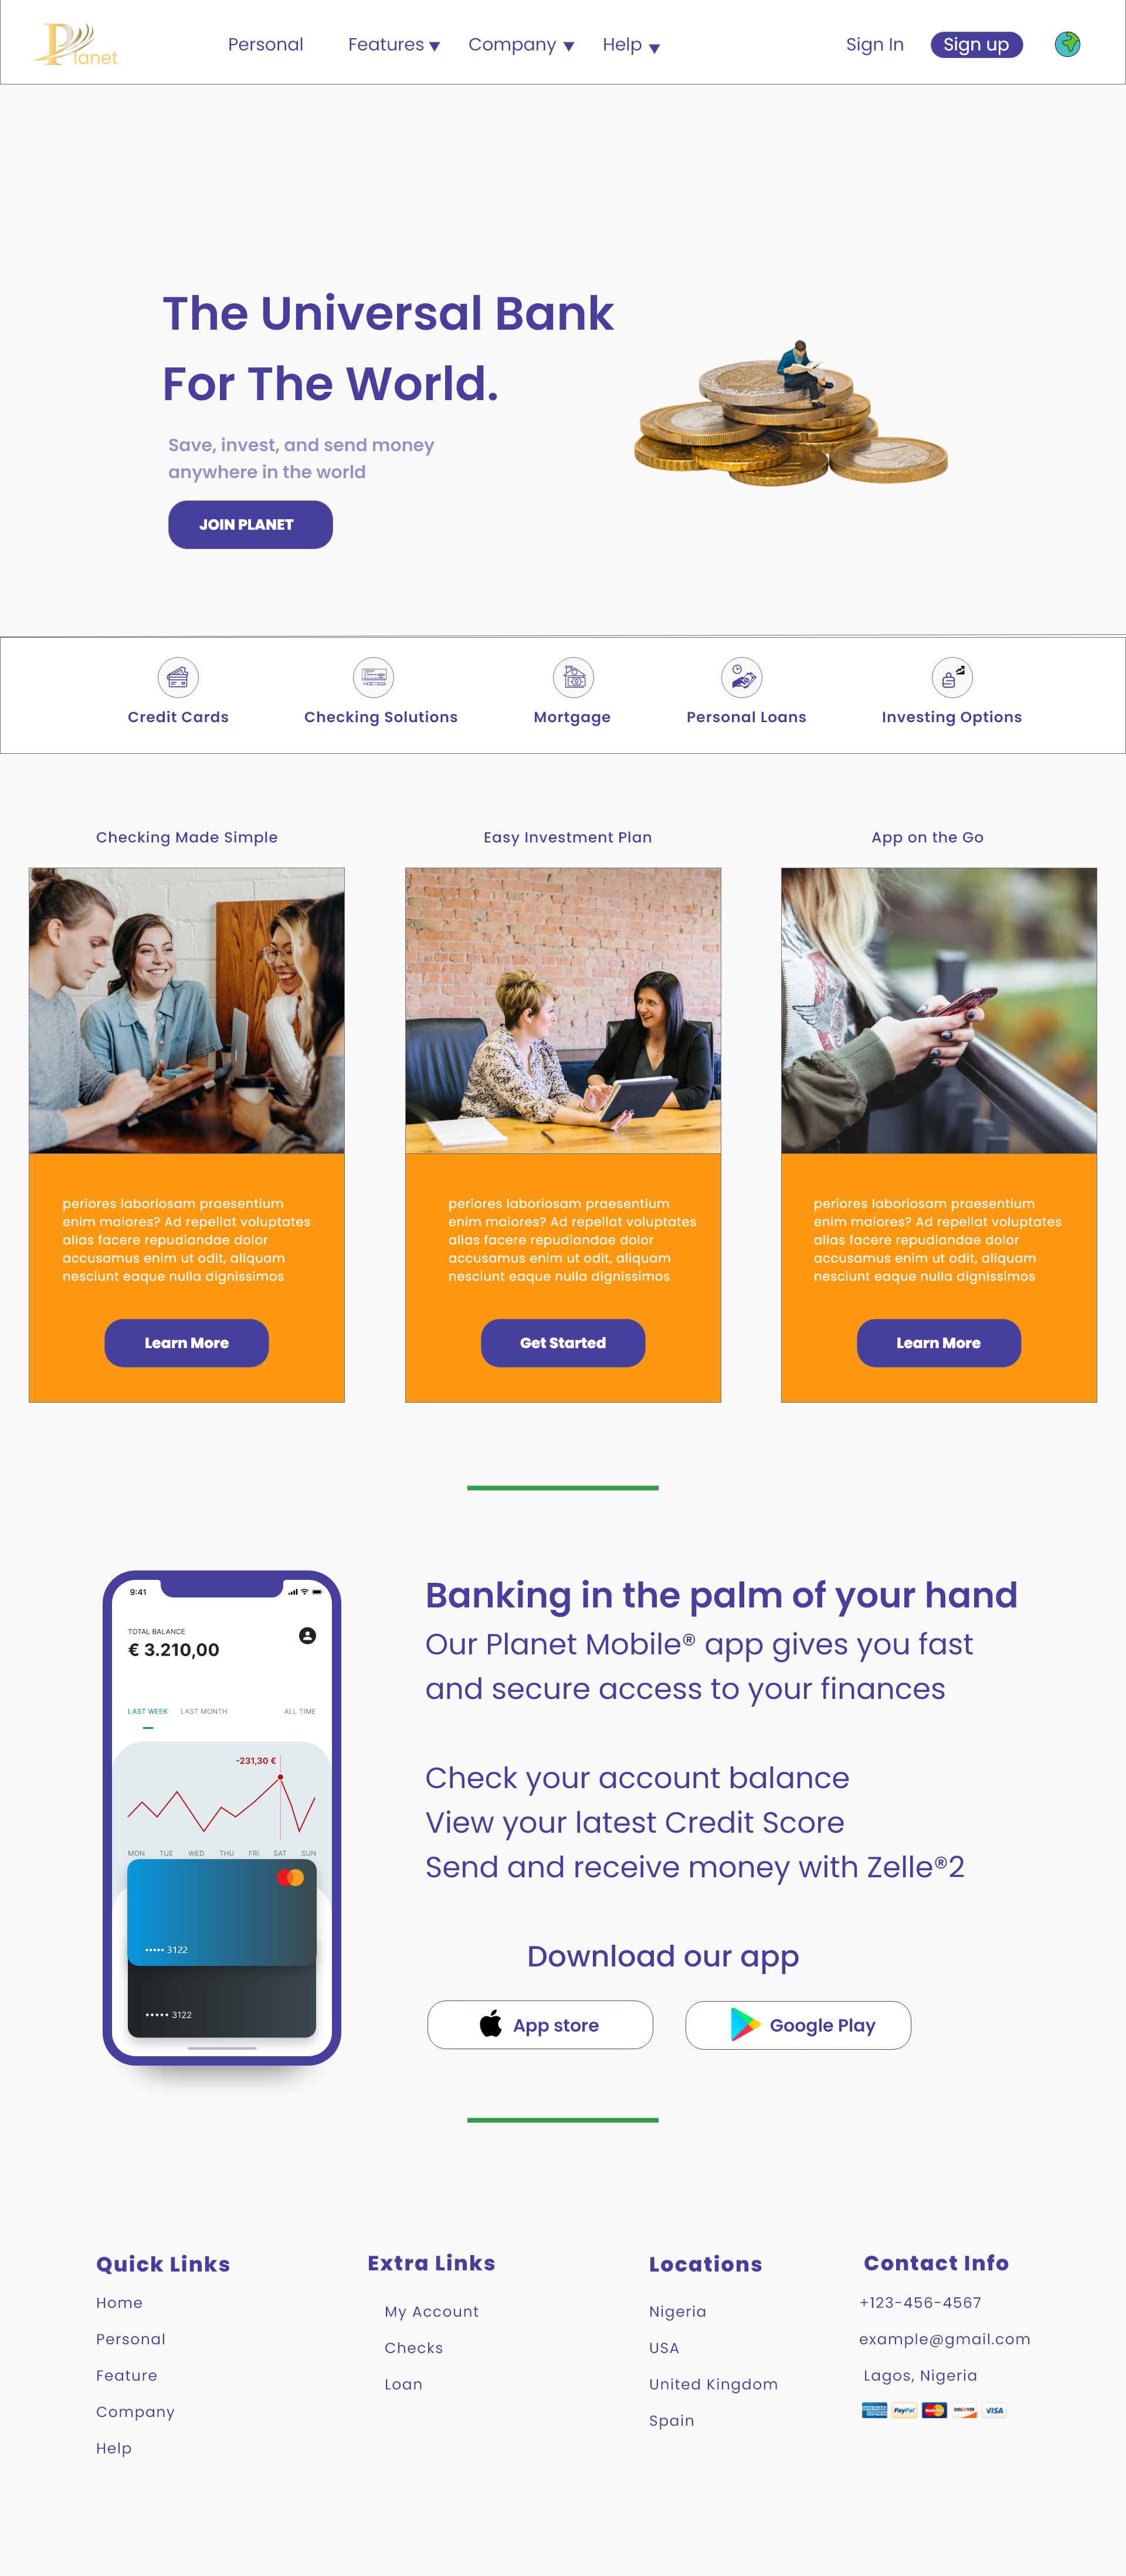 Planet
Personal
Features
Company
Help
Sign In
Sign up
The Universal Bank
For The World.
Save, invest, and send money
anywhere in the world
JOIN PLANET
Credit Cards
Checking Solutions
Mortgage
Personal Loans
Investing Options
Checking Made Simple
Easy Investment Plan
App on the Go
periores laboriosam praesentium
enim maiores? Ad repellat voluptates
alias facere repudiandae dolor
accusamus enim ut odit, aliquam
nesciunt eaque nulla dignissimos
Learn More
periores laboriosam praesentium
enim maiores? Ad repellat voluptates
alias facere repudiandae dolor
accusamus enim ut odit, aliquam
nesciunt eaque nulla dignissimos
Get Started
periores laboriosam praesentium
enim maiores? Ad repellat voluptates
alias facere repudiandae dolor
accusamus enim ut odit, aliquam
nesciunt eaque nulla dignissimos
Learn More
9:41
TOTAL BALANCE
€ 3.210,00
LAST WEEK
LAST MONTH
ALL TIME
-231,30 €
MON TUE WED THU FRI SAT SUN
••••• 3122
••••• 3122
Banking in the palm of your hand
Our Planet Mobile® app gives you fast
and secure access to your finances
Check your account balance
View your latest Credit Score
Send and receive money with Zelle®2
Download our app
App store
Google Play
Quick Links
Home
Personal
Feature
Company
Help
Extra Links
My Account
Checks
Loan
Locations
Nigeria
USA
United Kingdom
Spain
Contact Info
+123-456-4567
example@gmail.com
Lagos, Nigeria
AMERICAN EXPRESS
PayPal
MasterCard
DISCOVER
VISA